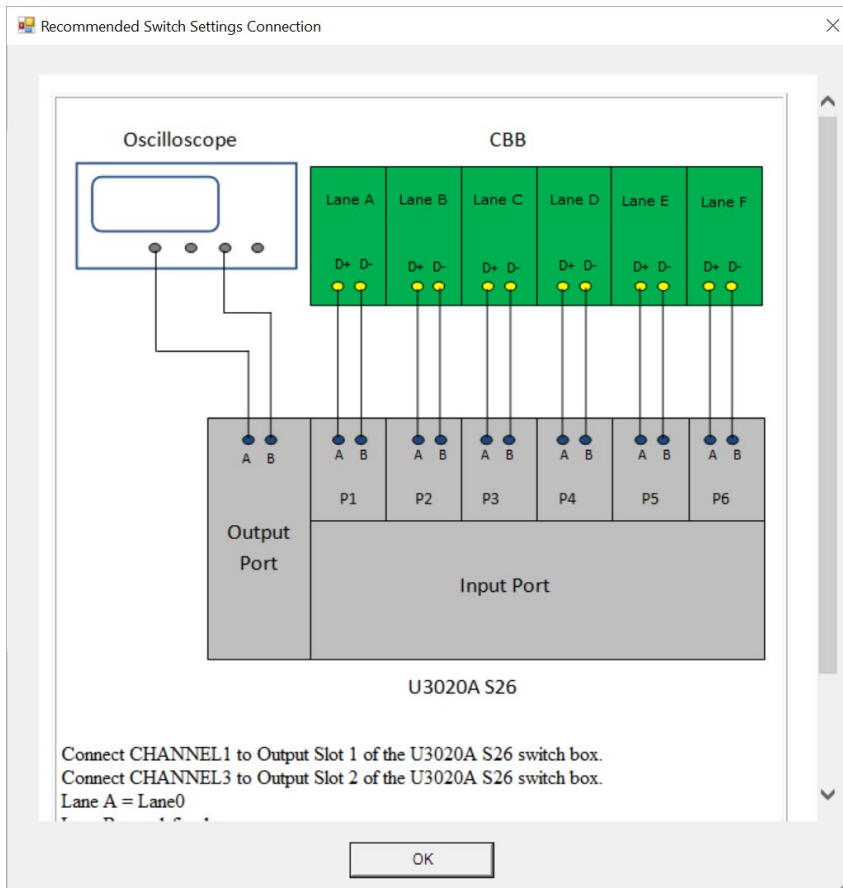 Recommended Switch Settings Connection
Oscilloscope CBB
Lane A Lane B Lane C Lane D Lane E Lane F
D+ D- D+ D- D+ D- D+ D- D+ D- D+ D-
A B A B A B A B A B A B A B
P1 P2 P3 P4 P5 P6
Output
Port
Input Port
U3020A S26
Connect CHANNEL1 to Output Slot 1 of the U3020A S26 switch box.
Connect CHANNEL3 to Output Slot 2 of the U3020A S26 switch box.
Lane A = Lane0
OK